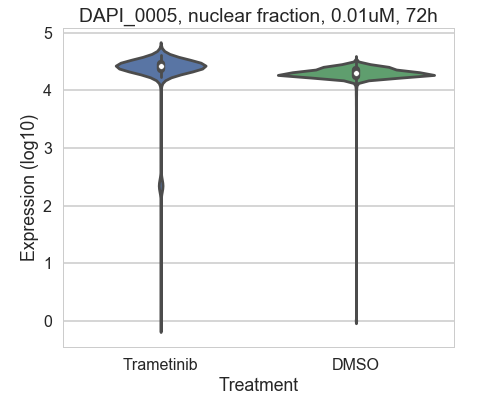 DAPI_0005, nuclear fraction, 0.01uM, 72h
5
4
3
2
1
0
Expression (log10)
Trametinib
DMSO
Treatment